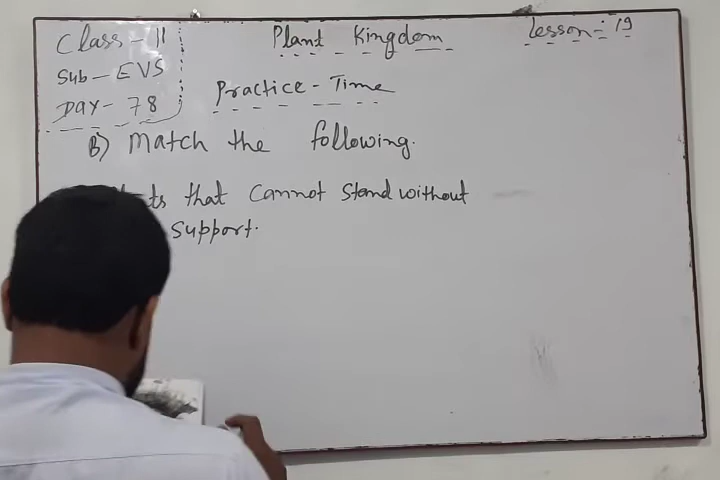 Class - II
Sub - EVS
Day - 78
Plant Kingdom
Lesson :- 19
Practice - Time
B) Match the following.
that cannot stand without
support.